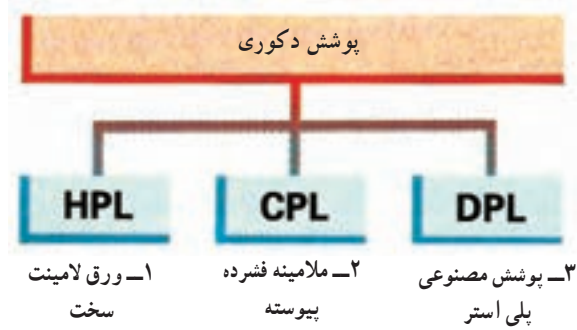 پوشش دکوری
HPL
CPL
DPL
۱ــ ورق لامینت
سخت
۲ــ ملامینه فشرده
پیوسته
۳ــ پوشش مصنوعی
پلی استر